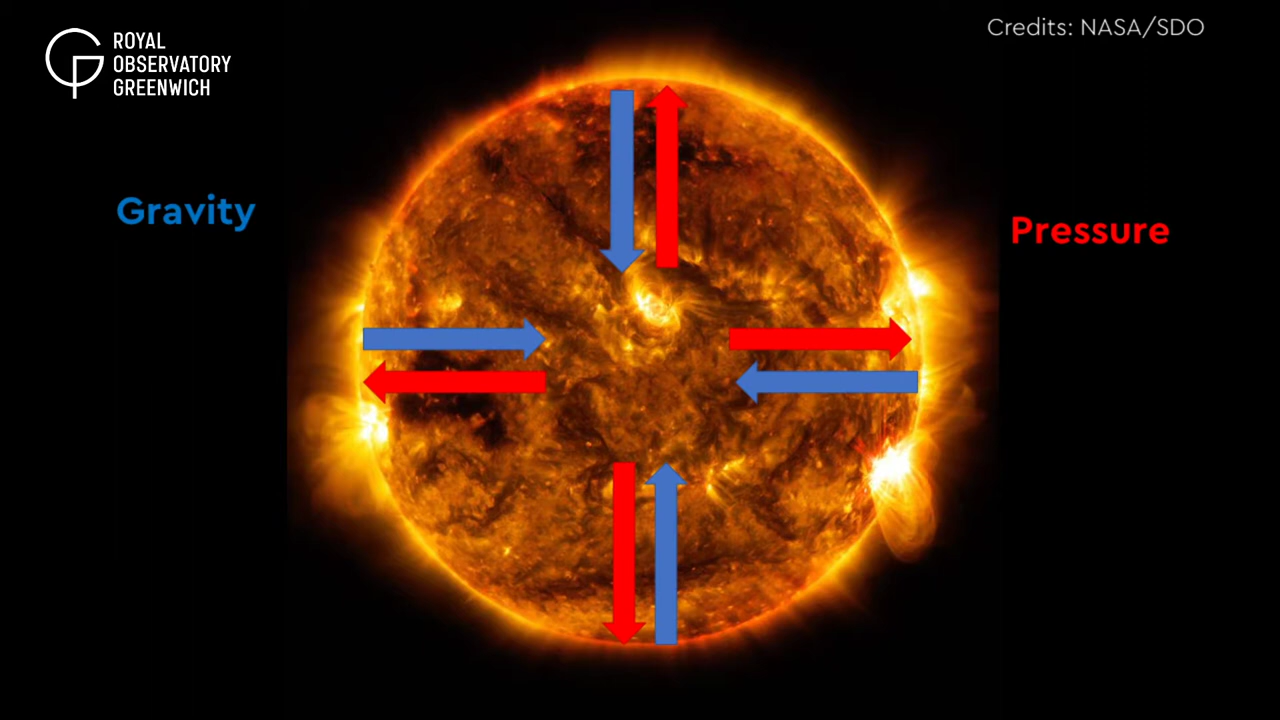 ROYAL
OBSERVATORY
GREENWICH
Credits: NASA/SDO
Gravity
Pressure